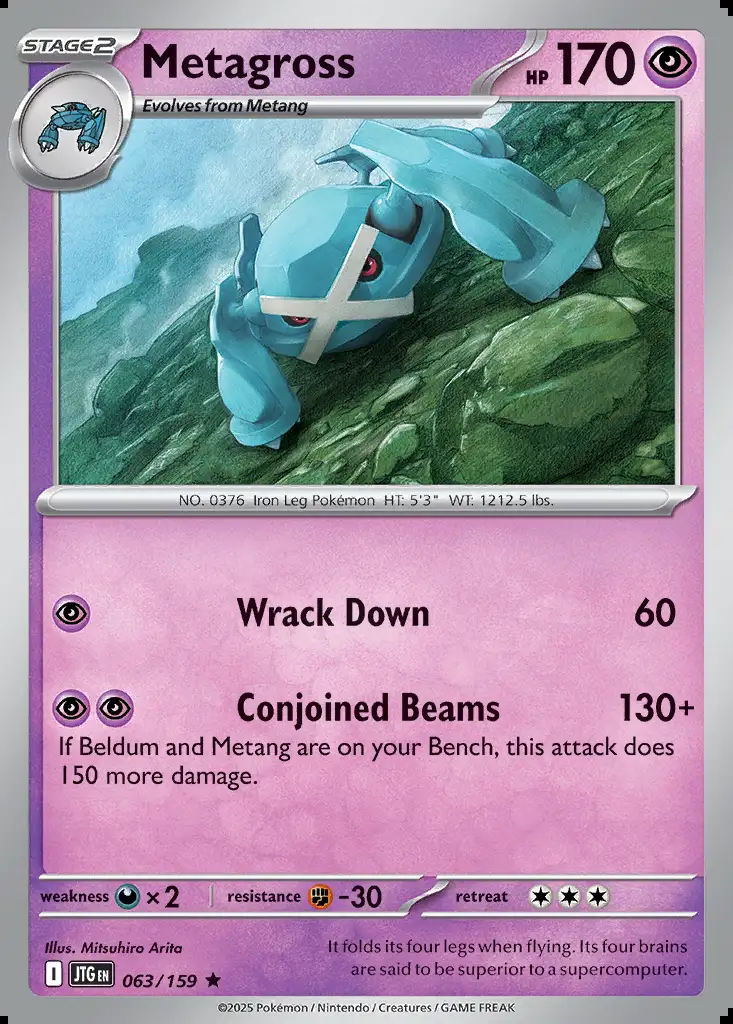 STAGE2
Metagross
HP 170
Evolves from Metang
NO. 0376 Iron Leg Pokémon HT: 5'3" WT: 1212.5 lbs.
Wrack Down 60
Conjoined Beams 130+
If Beldum and Metang are on your Bench, this attack does
150 more damage.
weakness ×2 resistance -30 retreat
Illus. Mitsuhiro Arita
It folds its four legs when flying. Its four brains
are said to be superior to a supercomputer.
I JTG EN 063/159 ★
©2025 Pokémon / Nintendo / Creatures / GAME FREAK